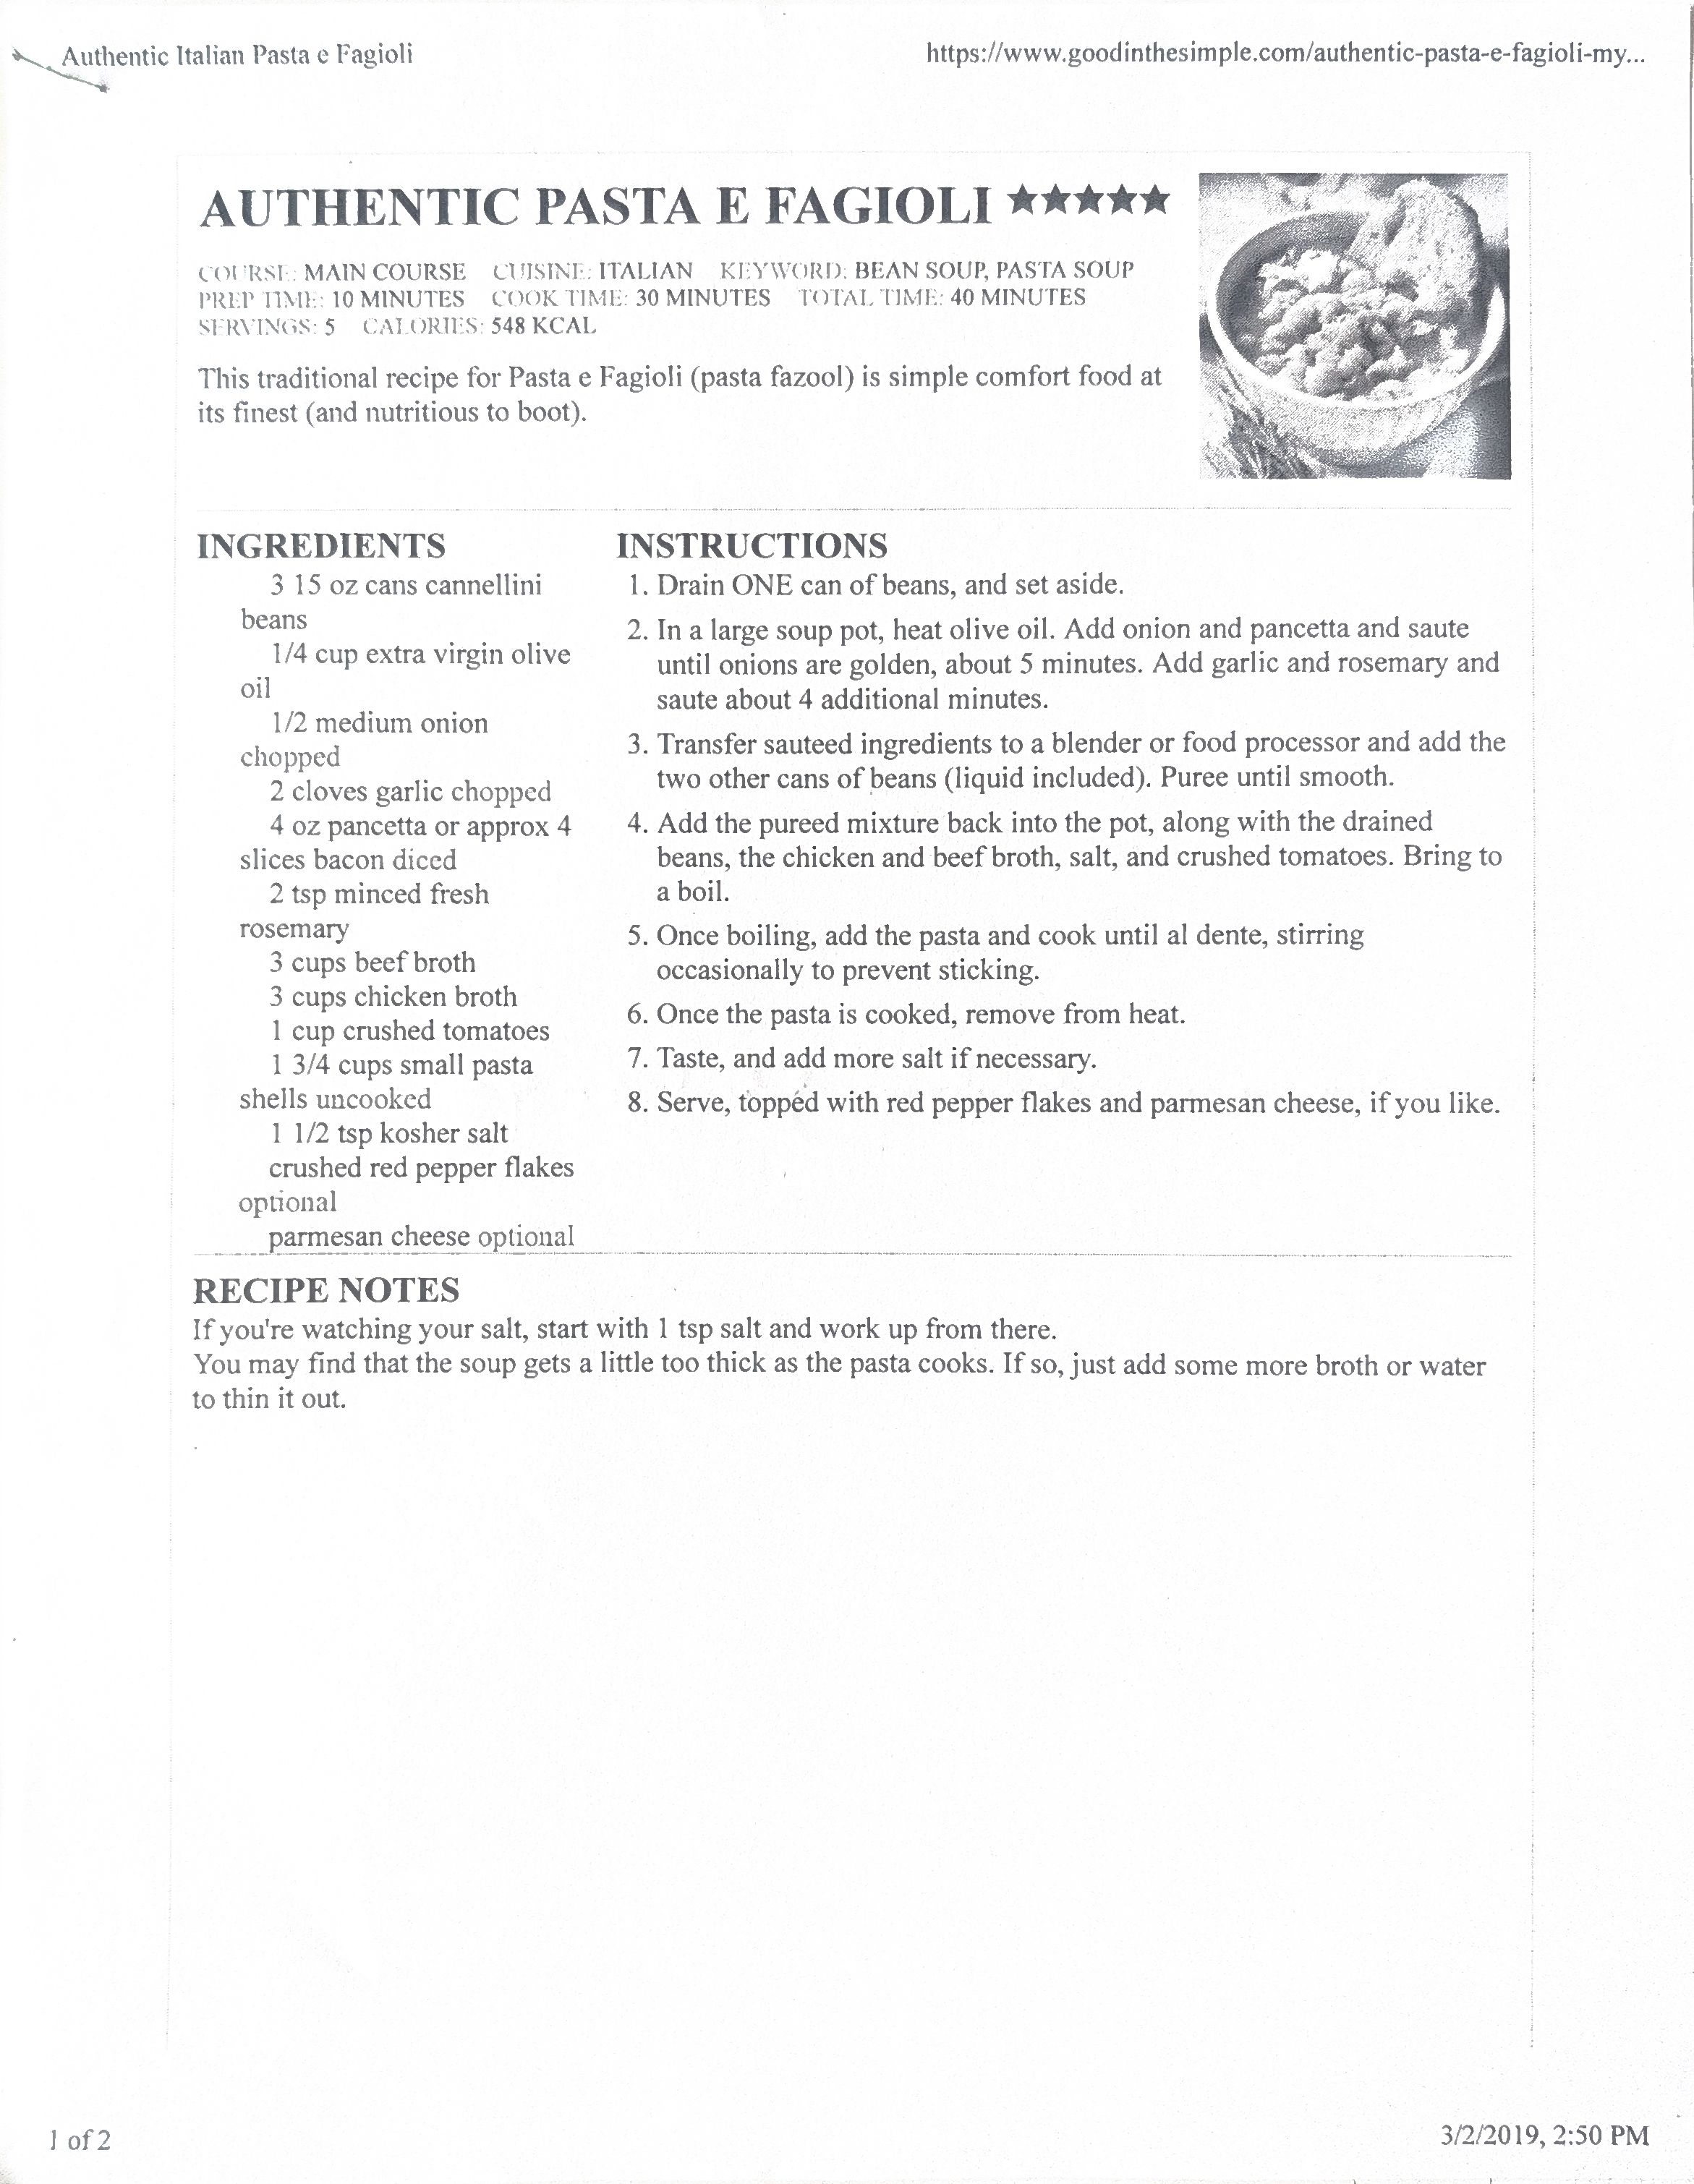 Authentic Italian Pasta e Fagioli
https://www.goodinthesimple.com/authentic-pasta-e-fagioli-my...
AUTHENTIC PASTA E FAGIOLI ★★★★★
COURSE: MAIN COURSE CUISINE: ITALIAN KEYWORD: BEAN SOUP, PASTA SOUP
PREP TIME: 10 MINUTES COOK TIME: 30 MINUTES TOTAL TIME: 40 MINUTES
SERVINGS: 5 CALORIES: 548 KCAL
This traditional recipe for Pasta e Fagioli (pasta fazool) is simple comfort food at
its finest (and nutritious to boot).
INGREDIENTS
3 15 oz cans cannellini
beans
1/4 cup extra virgin olive
oil
1/2 medium onion
chopped
2 cloves garlic chopped
4 oz pancetta or approx 4
slices bacon diced
2 tsp minced fresh
rosemary
3 cups beef broth
3 cups chicken broth
1 cup crushed tomatoes
1 3/4 cups small pasta
shells uncooked
1 1/2 tsp kosher salt
crushed red pepper flakes
optional
parmesan cheese optional
INSTRUCTIONS
1. Drain ONE can of beans, and set aside.
2. In a large soup pot, heat olive oil. Add onion and pancetta and saute
until onions are golden, about 5 minutes. Add garlic and rosemary and
saute about 4 additional minutes.
3. Transfer sauteed ingredients to a blender or food processor and add the
two other cans of beans (liquid included). Puree until smooth.
4. Add the pureed mixture back into the pot, along with the drained
beans, the chicken and beef broth, salt, and crushed tomatoes. Bring to
a boil.
5. Once boiling, add the pasta and cook until al dente, stirring
occasionally to prevent sticking.
6. Once the pasta is cooked, remove from heat.
7. Taste, and add more salt if necessary.
8. Serve, topped with red pepper flakes and parmesan cheese, if you like.
RECIPE NOTES
If you're watching your salt, start with 1 tsp salt and work up from there.
You may find that the soup gets a little too thick as the pasta cooks. If so, just add some more broth or water
to thin it out.
1 of 2
3/2/2019, 2:50 PM